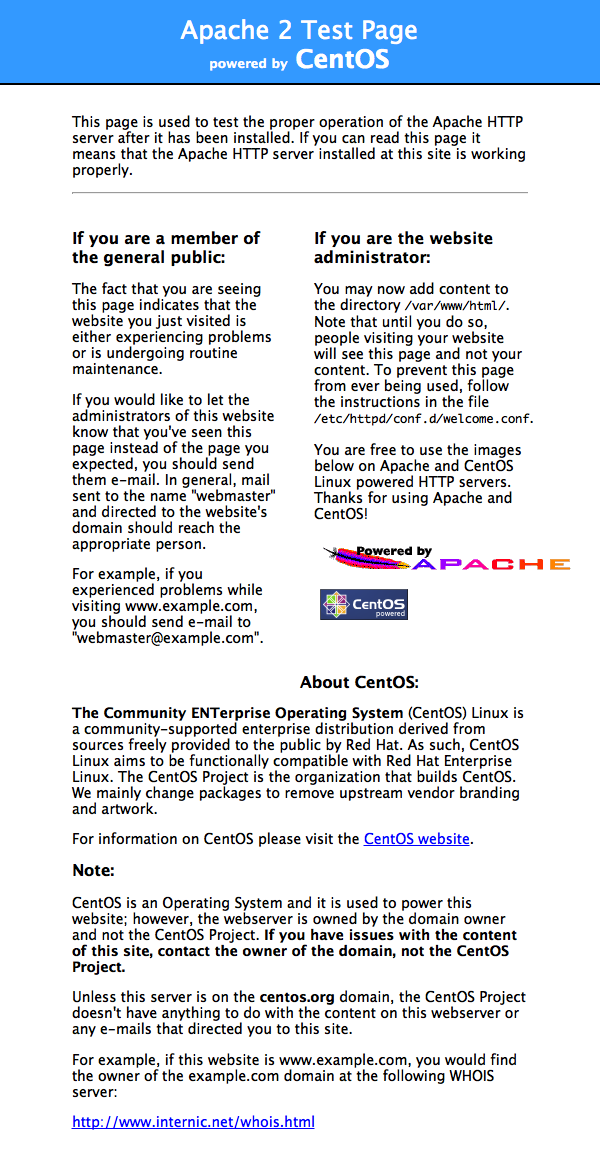 Apache 2 Test Page
powered by CentOS
This page is used to test the proper operation of the Apache HTTP
server after it has been installed. If you can read this page it
means that the Apache HTTP server installed at this site is working
properly.
If you are a member of
the general public:
The fact that you are seeing
this page indicates that the
website you just visited is
either experiencing problems
or is undergoing routine
maintenance.
If you would like to let the
administrators of this website
know that you've seen this
page instead of the page you
expected, you should send
them e-mail. In general, mail
sent to the name "webmaster"
and directed to the website's
domain should reach the
appropriate person.
For example, if you
experienced problems while
visiting www.example.com,
you should send e-mail to
"webmaster@example.com".
If you are the website
administrator:
You may now add content to
the directory /var/www/html/.
Note that until you do so,
people visiting your website
will see this page and not your
content. To prevent this page
from ever being used, follow
the instructions in the file
/etc/httpd/conf.d/welcome.conf.
You are free to use the images
below on Apache and CentOS
Linux powered HTTP servers.
Thanks for using Apache and
CentOS!
Powered by
APACHE
CentOS
powered
About CentOS:
The Community ENTerprise Operating System (CentOS) Linux is
a community-supported enterprise distribution derived from
sources freely provided to the public by Red Hat. As such, CentOS
Linux aims to be functionally compatible with Red Hat Enterprise
Linux. The CentOS Project is the organization that builds CentOS.
We mainly change packages to remove upstream vendor branding
and artwork.
For information on CentOS please visit the CentOS website.
Note:
CentOS is an Operating System and it is used to power this
website; however, the webserver is owned by the domain owner
and not the CentOS Project. If you have issues with the content
of this site, contact the owner of the domain, not the CentOS
Project.
Unless this server is on the centos.org domain, the CentOS Project
doesn't have anything to do with the content on this webserver or
any e-mails that directed you to this site.
For example, if this website is www.example.com, you would find
the owner of the example.com domain at the following WHOIS
server:
http://www.internic.net/whois.html